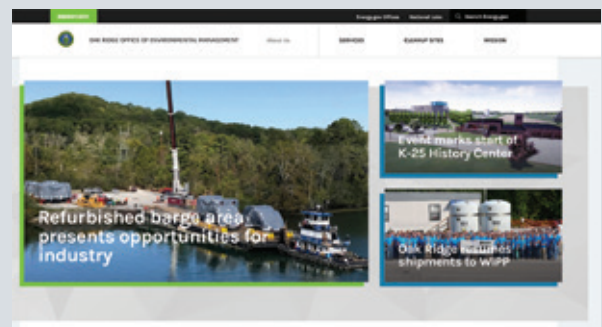 ENERGY.GOV
Energy.gov Offices National Labs Search Energy.gov
OAK RIDGE OFFICE OF ENVIRONMENTAL MANAGEMENT About Us SERVICES CLEANUP SITES MISSION
Refurbished barge area
presents opportunities for
industry
Event marks start of
K-25 History Center
Oak Ridge resumes
shipments to WIPP